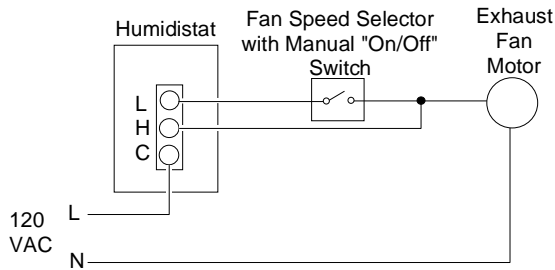 Humidistat
Fan Speed Selector
with Manual "On/Off"
Switch
Exhaust
Fan
Motor
L
H
C
120
VAC
L
N